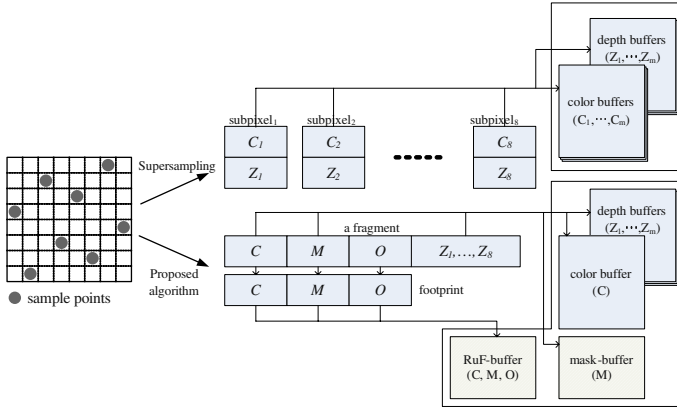 depth buffers
(Z₁,⋯,Zₘ)
color buffers
(C₁,⋯,Cₘ)
subpixel₁
subpixel₂
subpixel₈
C₁
C₂
C₈
Z₁
Z₂
Z₈
Supersampling
Proposed
algorithm
sample points
a fragment
C
M
O
Z₁,…,Z₈
C
M
O
footprint
depth buffers
(Z₁,⋯,Zₘ)
color buffer
(C)
RuF-buffer
(C, M, O)
mask-buffer
(M)